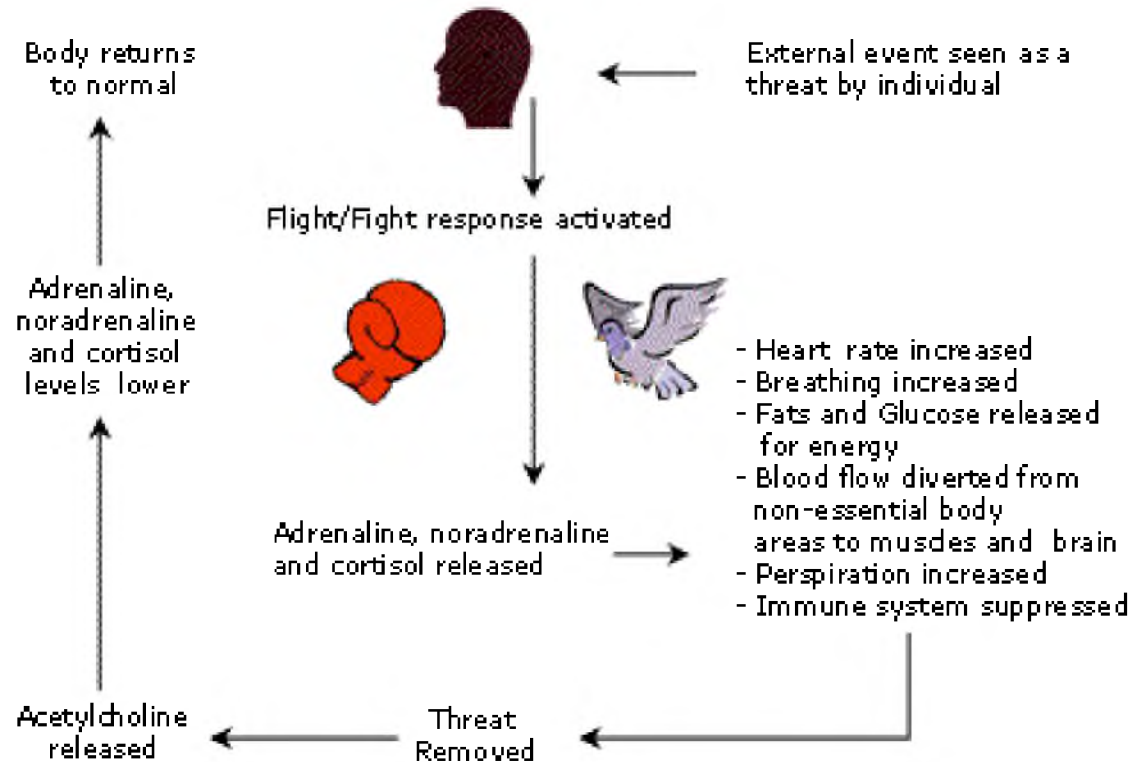 Body returns
to normal
External event seen as a
threat by individual
Flight/Fight response activated
Adrenaline,
noradrenaline
and cortisol
levels lower
- Heart rate increased
- Breathing increased
- Fats and Glucose released
for energy
- Blood flow diverted from
non-essential body
areas to muscles and brain
- Perspiration increased
- Immune system suppressed
Adrenaline, noradrenaline
and cortisol released
Threat
Removed
Acetylcholine
released